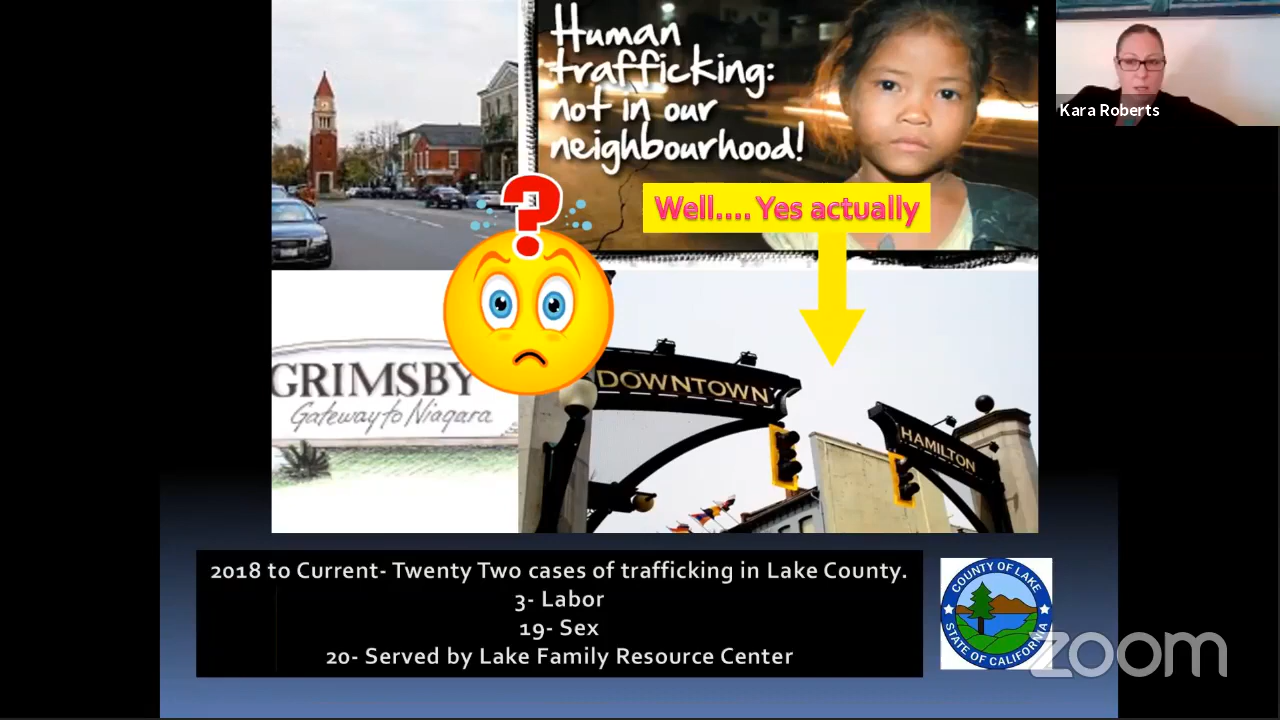 Human
trafficking:
not in our
neighbourhood!
Kara Roberts
Well.... Yes actually
?
GRIMSBY
Gateway to Niagara
DOWNTOWN
HAMILTON
2018 to Current- Twenty Two cases of trafficking in Lake County.
3- Labor
19- Sex
20- Served by Lake Family Resource Center
COUNTY OF LAKE
STATE OF CALIFORNIA
zoom